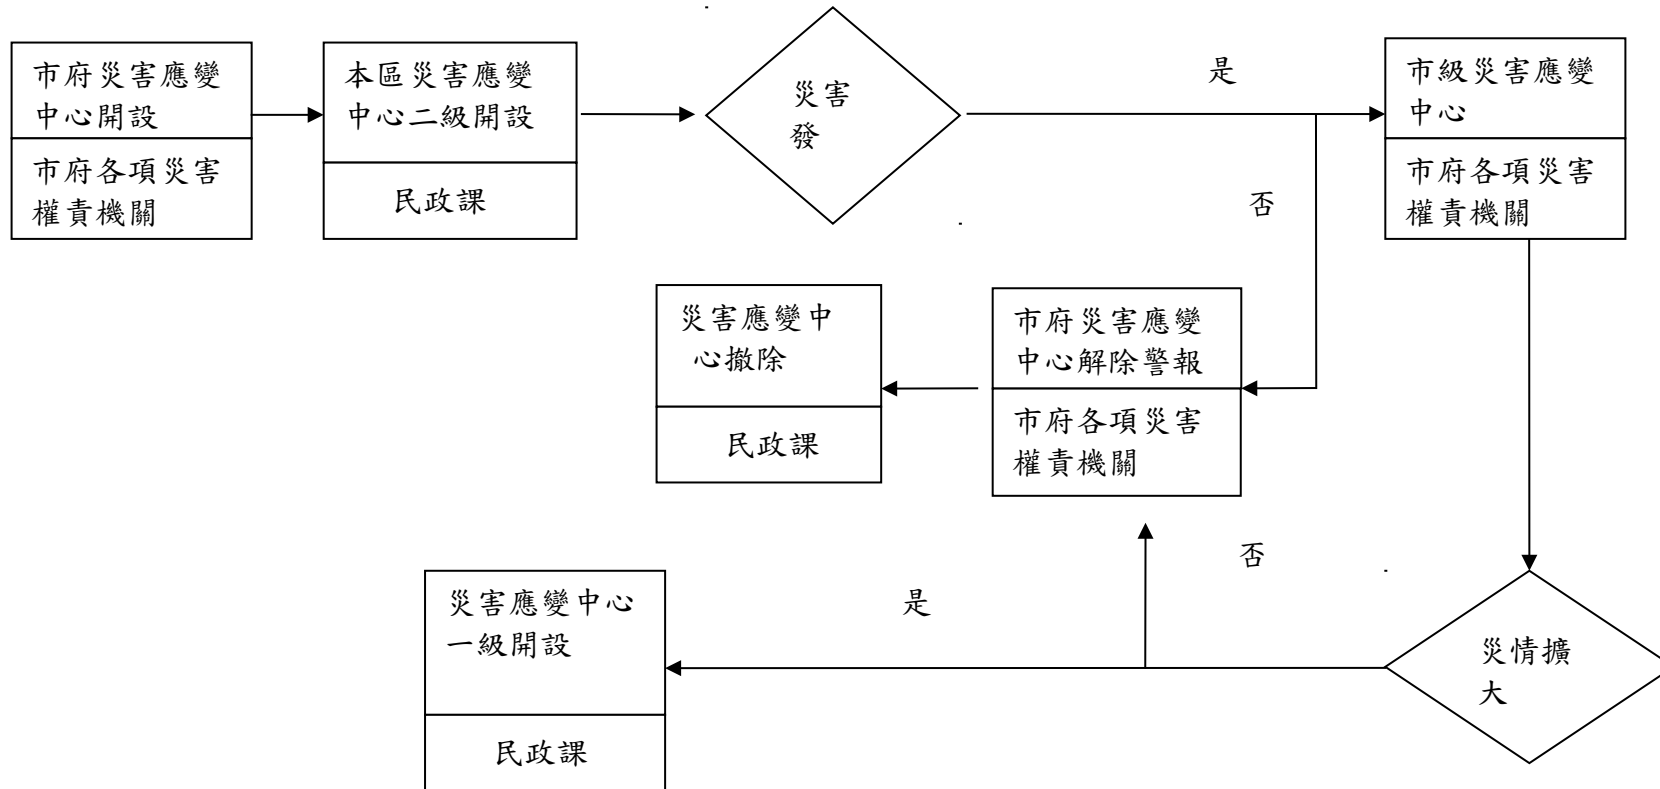 市府災害應變
中心開設
市府各項災害
權責機關
本區災害應變
中心二級開設
民政課
災害
發
是
否
市級災害應變
中心
市府各項災害
權責機關
災害應變中
心撤除
民政課
市府災害應變
中心解除警報
市府各項災害
權責機關
否
是
災害應變中心
一級開設
民政課
災情擴
大